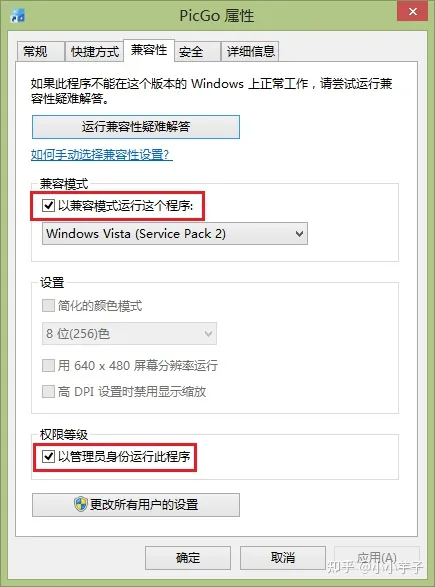 PicGo 属性
常规 快捷方式 兼容性 安全 详细信息
如果此程序不能在这个版本的 Windows 上正常工作，请尝试运行兼
容性疑难解答。
运行兼容性疑难解答
如何手动选择兼容性设置？
兼容模式
以兼容模式运行这个程序:
Windows Vista (Service Pack 2)
设置
简化的颜色模式
8 位(256)色
用 640 x 480 屏幕分辨率运行
高 DPI 设置时禁用显示缩放
权限等级
以管理员身份运行此程序
更改所有用户的设置
确定 取消 应用(A)
知乎 @小小芋子